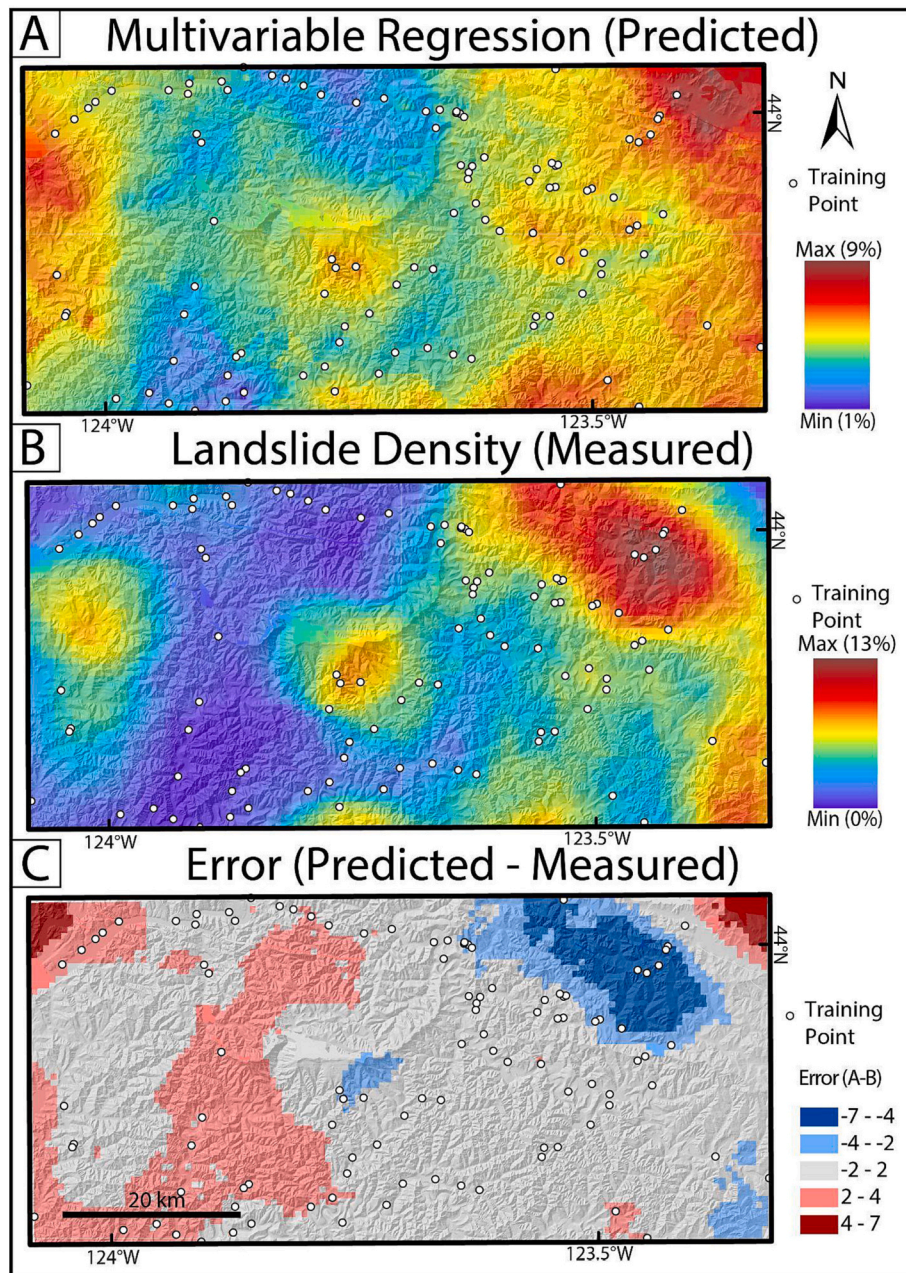 A
Multivariable Regression (Predicted)
N
44°N
Training
Point
Max (9%)
Min (1%)
124°W
123.5°W
B
Landslide Density (Measured)
44°N
Training
Point
Max (13%)
Min (0%)
124°W
123.5°W
C
Error (Predicted - Measured)
44°N
Training
Point
Error (A-B)
-7 - -4
-4 - -2
-2 - 2
2 - 4
4 - 7
20 km
124°W
123.5°W